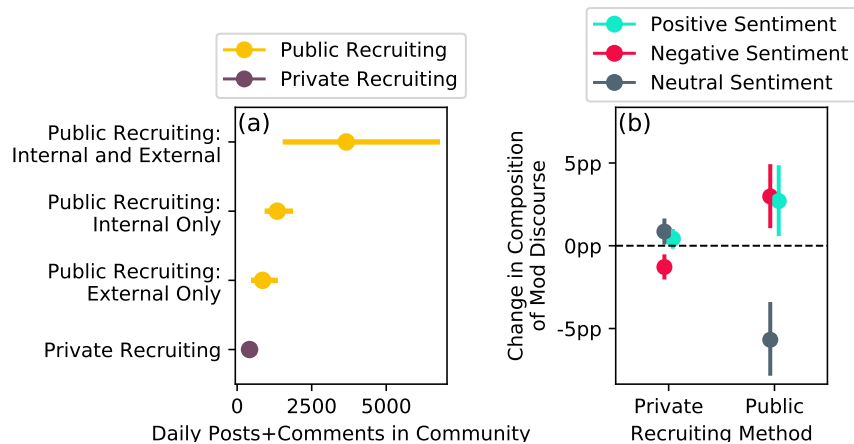 Public Recruiting
Private Recruiting
(a)
Public Recruiting:
Internal and External
Public Recruiting:
Internal Only
Public Recruiting:
External Only
Private Recruiting
0
2500
5000
Daily Posts+Comments in Community
Positive Sentiment
Negative Sentiment
Neutral Sentiment
(b)
Change in Composition
of Mod Discourse
5pp
0pp
-5pp
Private
Public
Recruiting Method